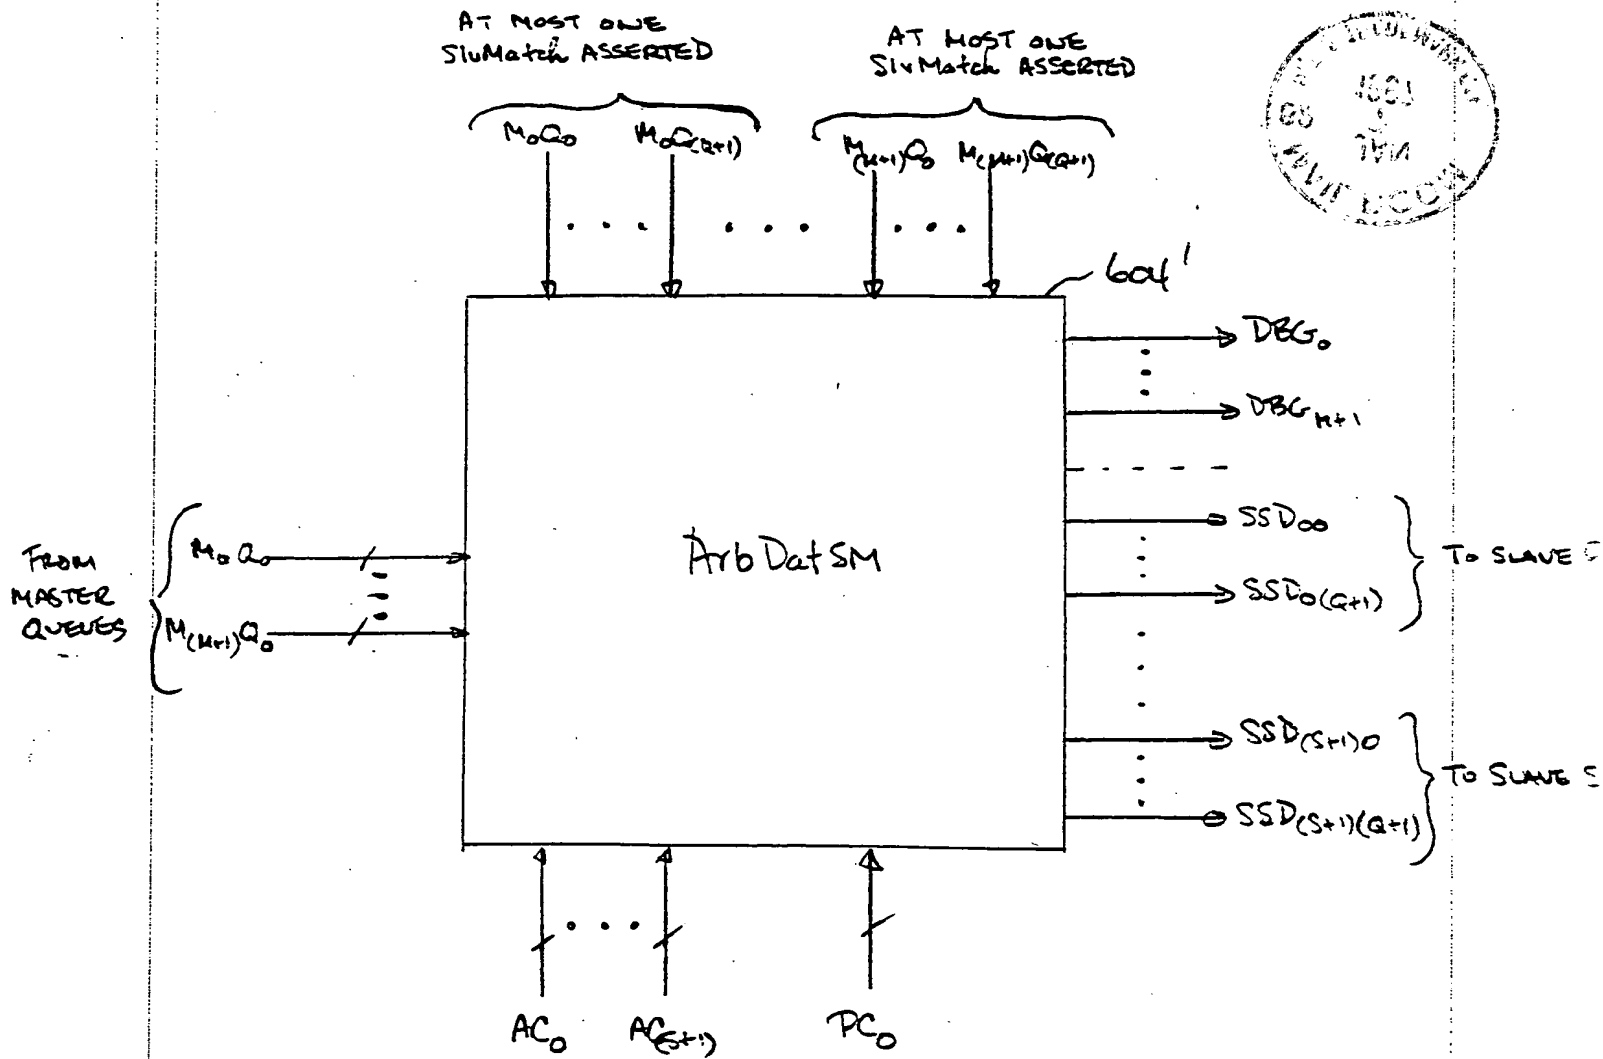 AT MOST ONE
SlvMatch ASSERTED
AT MOST ONE
SlvMatch ASSERTED
M0Q0
M0Q(Q+1)
M(M+1)Q0
M(M+1)Q(Q+1)
604'
DBG0
DBGM+1
SSD00
SSD0(Q+1)
TO SLAVE
FROM
MASTER
QUEUES
M0Q0
M(M+1)Q0
ArbDatSM
SSD(S+1)0
SSD(S+1)(Q+1)
TO SLAVE S
AC0
AC(S+1)
MAIL ROOM